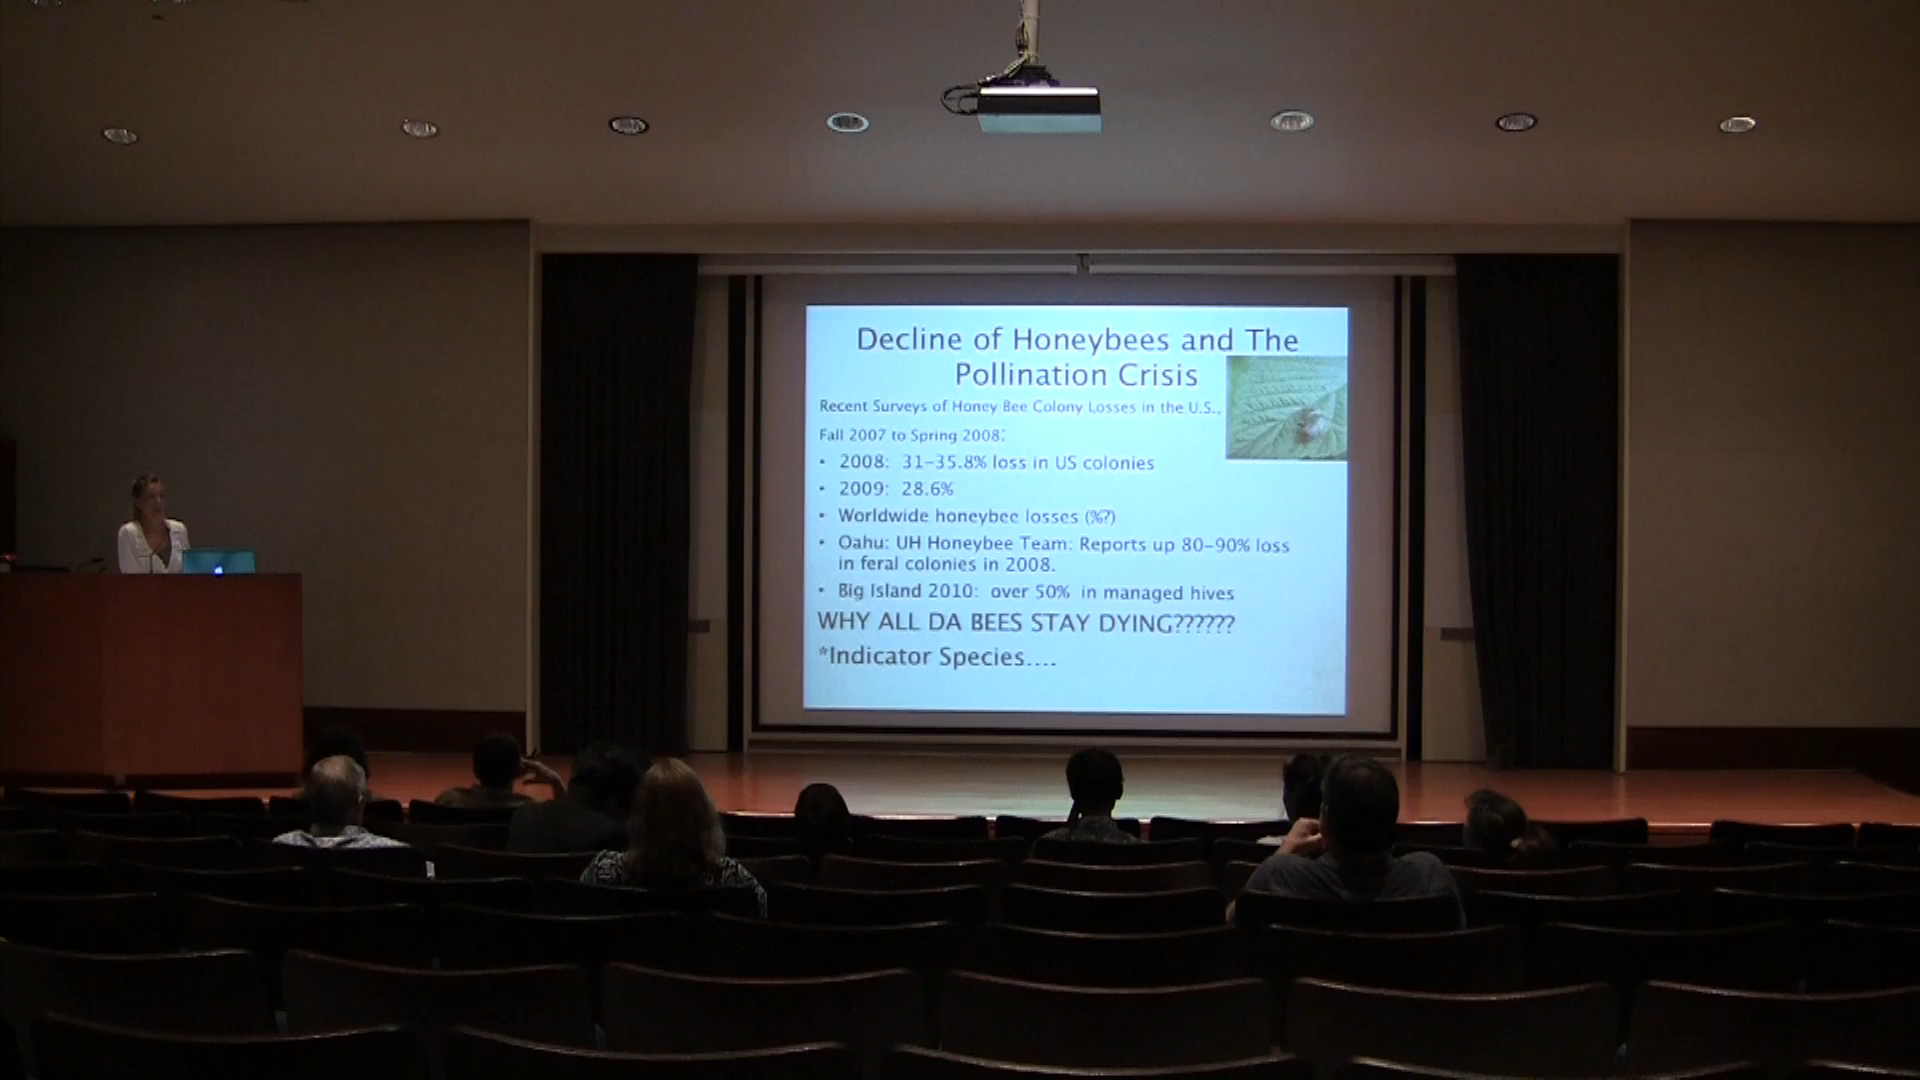 Decline of Honeybees and The
Pollination Crisis
Recent Surveys of Honey Bee Colony Losses in the U.S.,
Fall 2007 to Spring 2008:
• 2008: 31-35.8% loss in US colonies
• 2009: 28.6%
• Worldwide honeybee losses (%?)
• Oahu: UH Honeybee Team: Reports up 80-90% loss
in feral colonies in 2008.
• Big Island 2010: over 50% in managed hives
WHY ALL DA BEES STAY DYING??????
*Indicator Species....